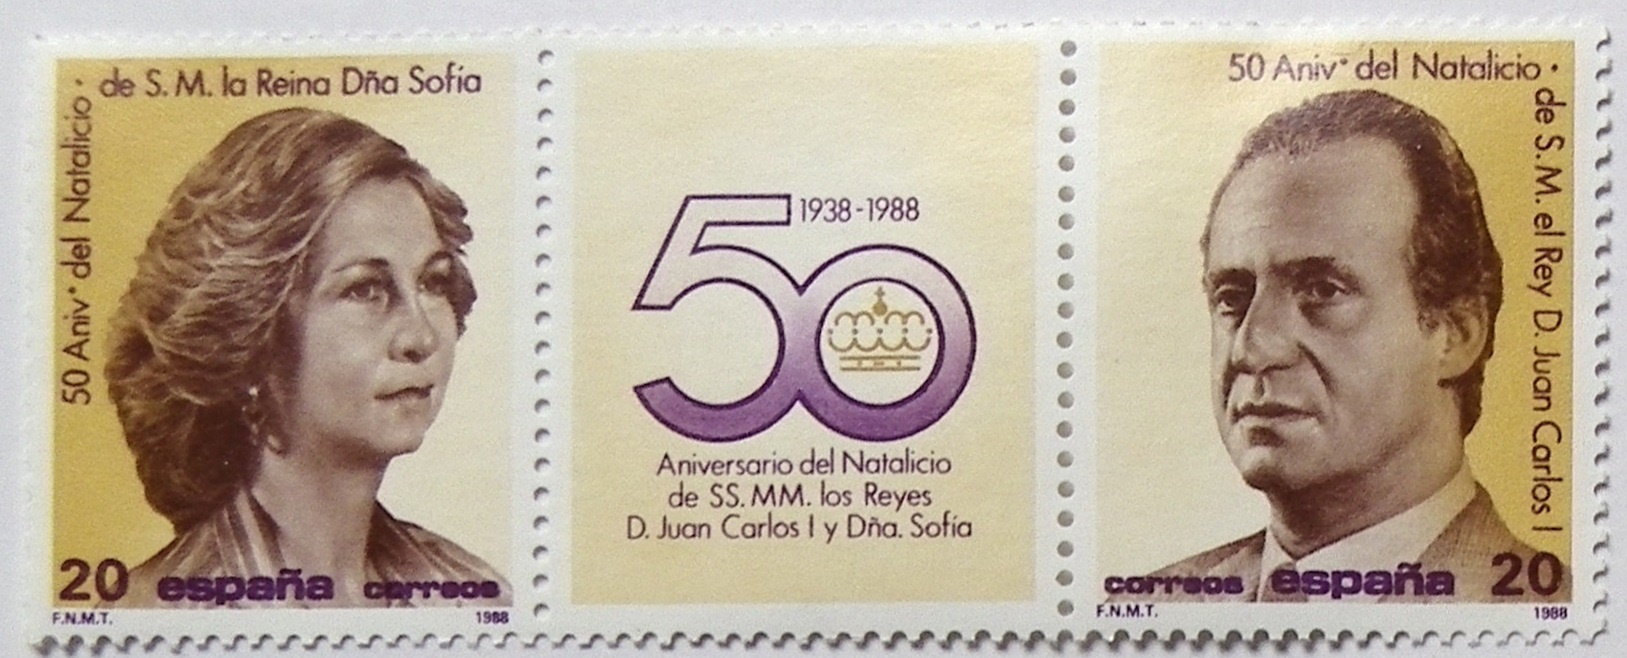 50 Aniv° del Natalicio · de S. M. la Reina Dña Sofía
20 españa correos
F.N.M.T. 1988
50 1938-1988
Aniversario del Natalicio
de SS. MM. los Reyes
D. Juan Carlos I y Dña. Sofía
50 Aniv° del Natalicio · de S. M. el Rey D. Juan Carlos I
correos españa 20
F.N.M.T. 1988